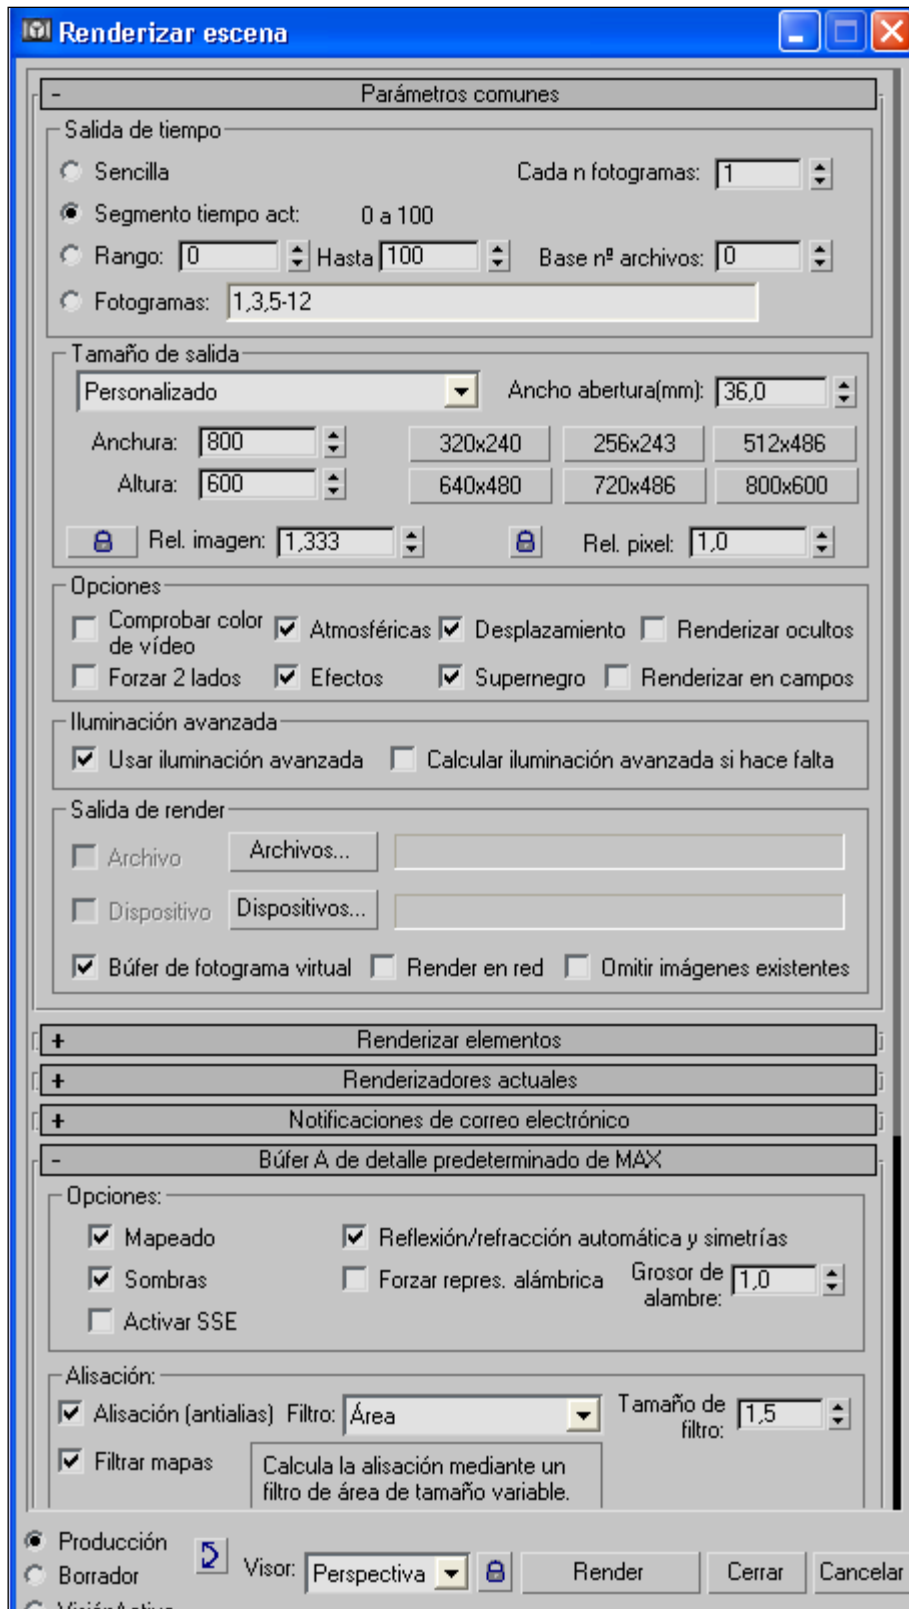 Renderizar escena
- Parámetros comunes
Salida de tiempo
Sencilla Cada n fotogramas: 1
Segmento tiempo act: 0 a 100
Rango: 0 Hasta 100 Base nº archivos: 0
Fotogramas: 1,3,5-12
Tamaño de salida
Personalizado Ancho abertura(mm): 36,0
Anchura: 800 320x240 256x243 512x486
Altura: 600 640x480 720x486 800x600
Rel. imagen: 1,333 Rel. pixel: 1,0
Opciones
Comprobar color de vídeo Atmosféricas Desplazamiento Renderizar ocultos
Forzar 2 lados Efectos Supernegro Renderizar en campos
Iluminación avanzada
Usar iluminación avanzada Calcular iluminación avanzada si hace falta
Salida de render
Archivo Archivos...
Dispositivo Dispositivos...
Búfer de fotograma virtual Render en red Omitir imágenes existentes
+ Renderizar elementos
+ Renderizadores actuales
+ Notificaciones de correo electrónico
- Búfer A de detalle predeterminado de MAX
Opciones:
Mapeado Reflexión/refracción automática y simetrías
Sombras Forzar repres. alámbrica Grosor de alambre: 1,0
Activar SSE
Alisación:
Alisación (antialias) Filtro: Área Tamaño de filtro: 1,5
Filtrar mapas
Calcula la alisación mediante un
filtro de área de tamaño variable.
Producción
Borrador Visor: Perspectiva Render Cerrar Cancelar
VisiónActiva